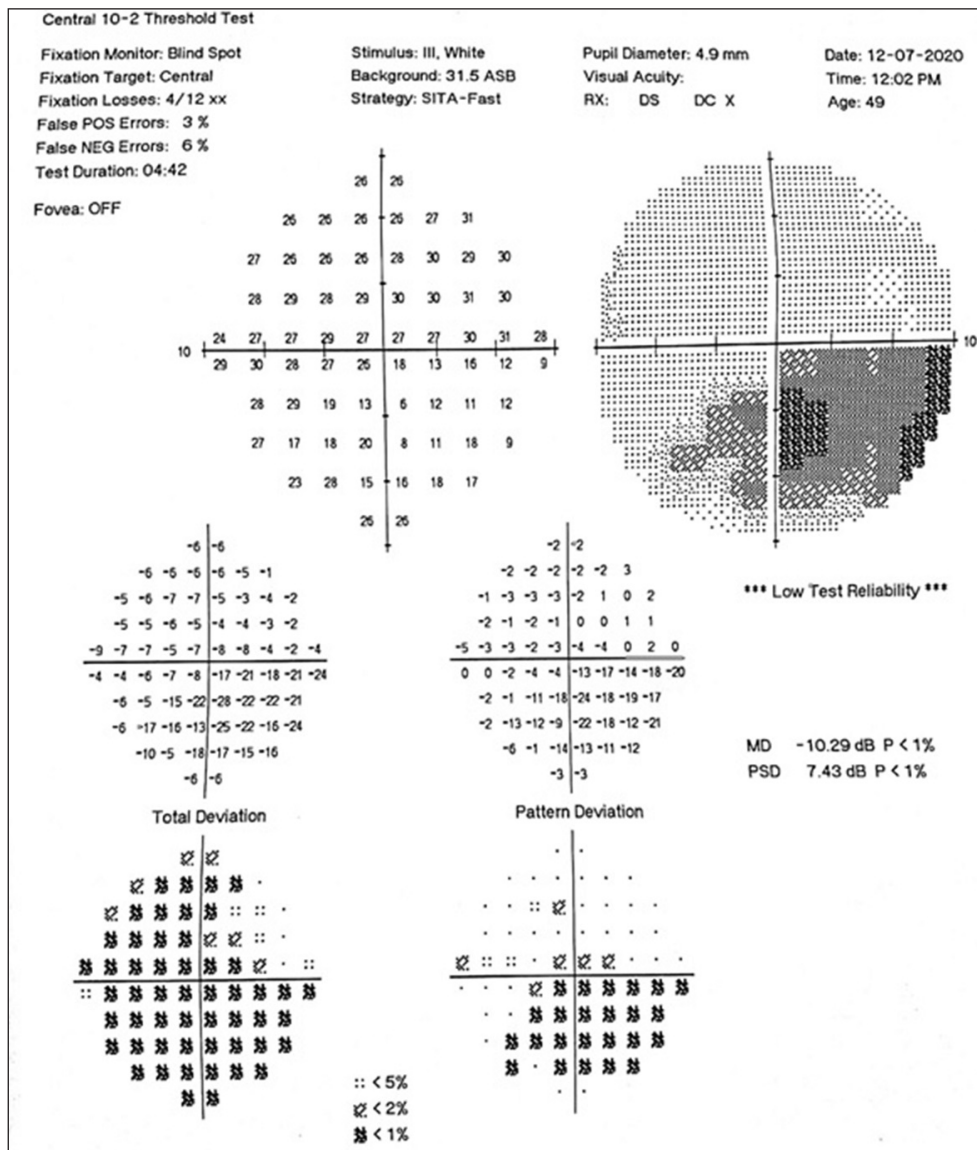 Central 10-2 Threshold Test
Fixation Monitor: Blind Spot Stimulus: III, White Pupil Diameter: 4.9 mm Date: 12-07-2020
Fixation Target: Central Background: 31.5 ASB Visual Acuity: Time: 12:02 PM
Fixation Losses: 4/12 xx Strategy: SITA-Fast RX: DS DC X Age: 49
False POS Errors: 3 %
False NEG Errors: 6 %
Test Duration: 04:42
Fovea: OFF
26 26
26 26 26 26 27 31
27 26 26 26 28 30 29 30
28 29 28 29 30 30 31 30
24 27 27 29 27 27 27 30 31 28
10 10
29 30 28 27 25 18 13 16 12 9
28 29 19 13 6 12 11 12
27 17 18 20 8 11 18 9
23 28 15 16 18 17
26 26
-6 -6
-6 -6 -6 -6 -5 -1
-5 -6 -7 -7 -5 -3 -4 -2
-5 -5 -6 -5 -4 -4 -3 -2
-9 -7 -7 -5 -7 -8 -8 -4 -2 -4
-4 -4 -6 -7 -8 -17 -21 -18 -21 -24
-6 -5 -15 -22 -28 -22 -22 -21
-6 -17 -16 -13 -25 -22 -16 -24
-10 -5 -18 -17 -15 -16
-6 -6
Total Deviation
-2 -2
-2 -2 -2 -2 -2 3
-1 -3 -3 -3 -2 1 0 2
-2 -1 -2 -1 0 0 1 1
-5 -3 -3 -2 -3 -4 -4 0 2 0
0 0 -2 -4 -4 -13 -17 -14 -18 -20
-2 -1 -11 -18 -24 -18 -19 -17
-2 -13 -12 -9 -22 -18 -12 -21
-6 -1 -14 -13 -11 -12
-3 -3
Pattern Deviation
*** Low Test Reliability ***
MD -10.29 dB P < 1%
PSD 7.43 dB P < 1%
< 5%
< 2%
< 1%